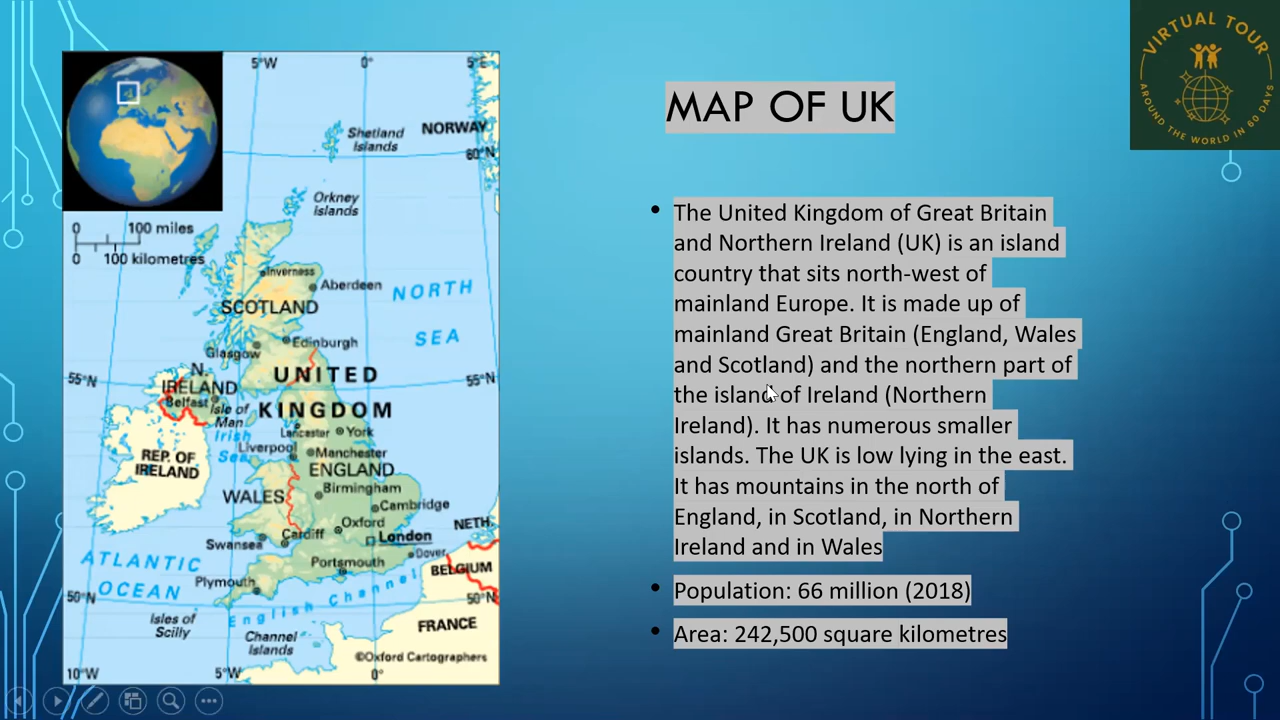 MAP OF UK
The United Kingdom of Great Britain
and Northern Ireland (UK) is an island
country that sits north-west of
mainland Europe. It is made up of
mainland Great Britain (England, Wales
and Scotland) and the northern part of
the island of Ireland (Northern
Ireland). It has numerous smaller
islands. The UK is low lying in the east.
It has mountains in the north of
England, in Scotland, in Northern
Ireland and in Wales
Population: 66 million (2018)
Area: 242,500 square kilometres
VIRTUAL TOUR
AROUND THE WORLD IN 60 DAYS
5°W
0°
5°E
Shetland
Islands
NORWAY
60°N
Orkney
Islands
0 100 miles
0 100 kilometres
Inverness
Aberdeen
NORTH
SEA
SCOTLAND
Edinburgh
Glasgow
55°N
N.
IRELAND
Belfast
UNITED
KINGDOM
55°N
Isle of
Man
Irish
Sea
Lancaster
York
Liverpool
Manchester
REP. OF
IRELAND
ENGLAND
WALES
Birmingham
Cambridge
Oxford
NETH.
Swansea
Cardiff
London
Dover
ATLANTIC
OCEAN
Portsmouth
BELGIUM
Plymouth
English Channel
50°N
50°N
Isles of
Scilly
Channel
Islands
FRANCE
©Oxford Cartographers
10°W
5°W
0°